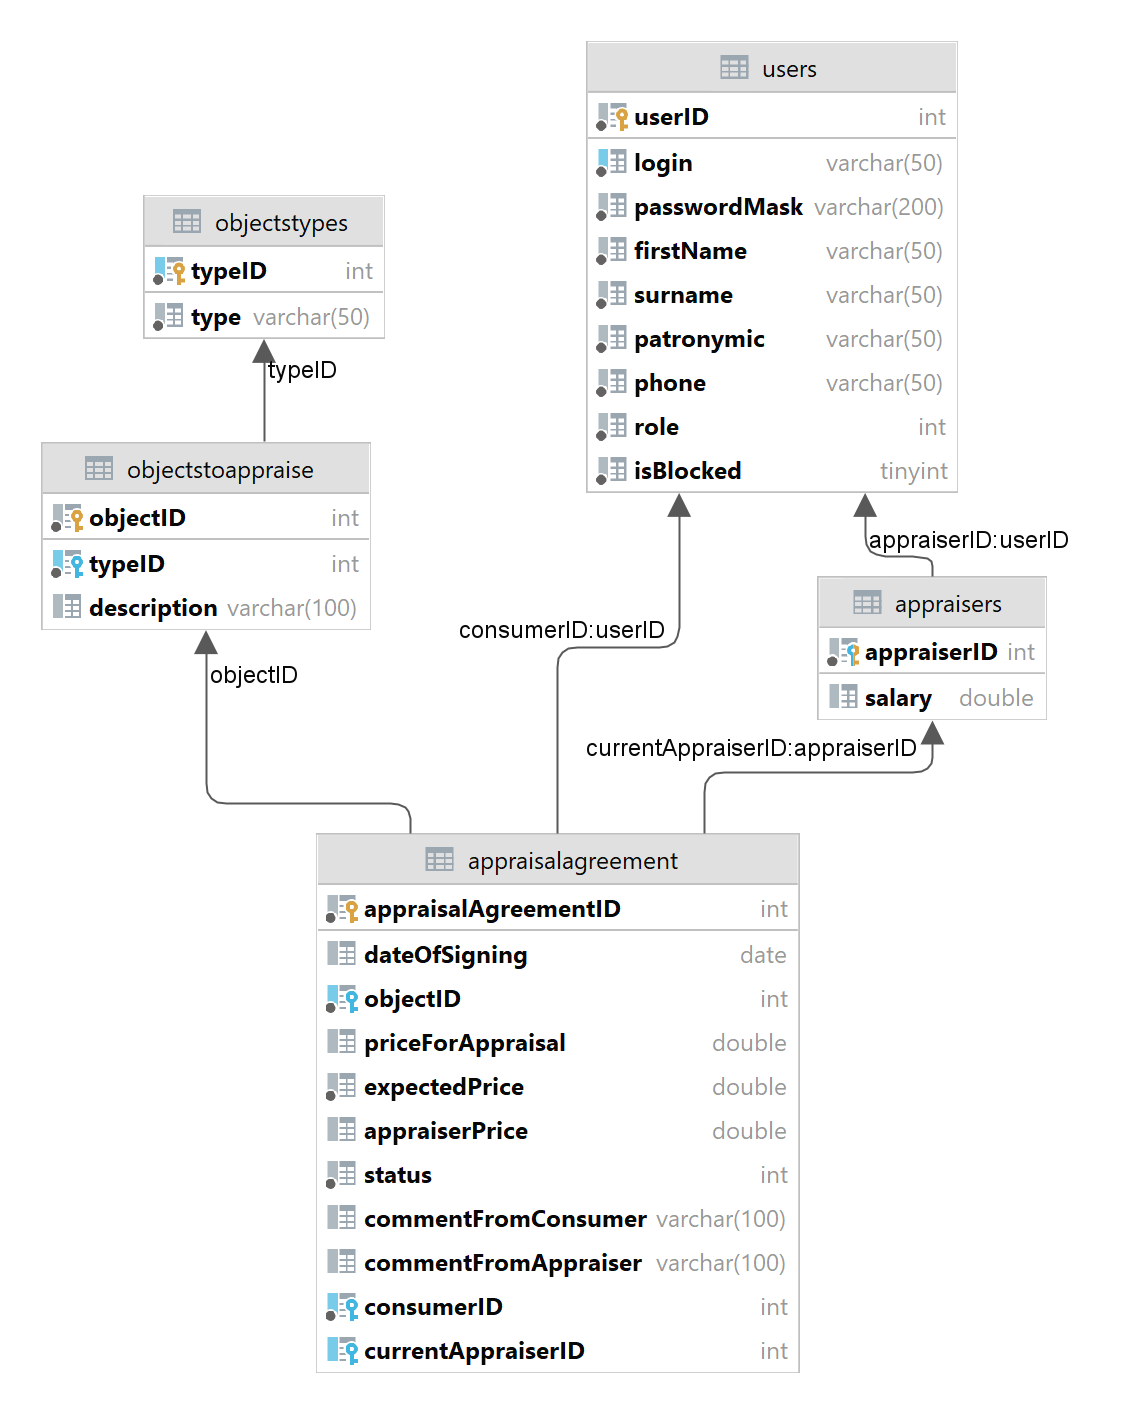 users
userID int
login varchar(50)
passwordMask varchar(200)
firstName varchar(50)
surname varchar(50)
patronymic varchar(50)
phone varchar(50)
role int
isBlocked tinyint
objectstypes
typeID int
type varchar(50)
typeID
objectstoappraise
objectID int
typeID int
description varchar(100)
objectID
consumerID:userID
appraiserID:userID
appraisers
appraiserID int
salary double
currentAppraiserID:appraiserID
appraisalagreement
appraisalAgreementID int
dateOfSigning date
objectID int
priceForAppraisal double
expectedPrice double
appraiserPrice double
status int
commentFromConsumer varchar(100)
commentFromAppraiser varchar(100)
consumerID int
currentAppraiserID int